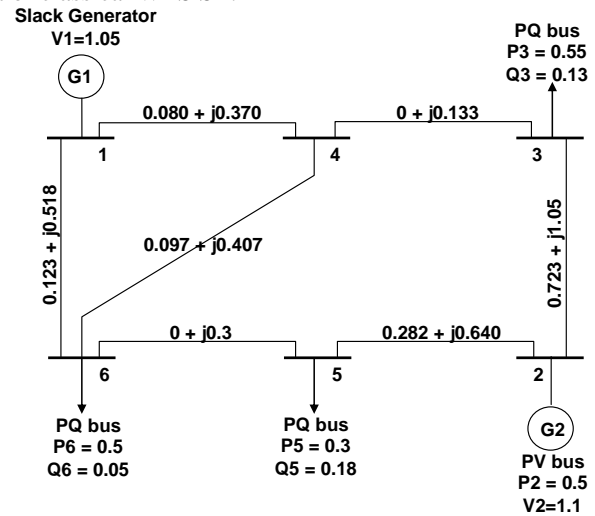 Slack Generator
V1=1.05
G1
PQ bus
P3 = 0.55
Q3 = 0.13
0.080 + j0.370
0 + j0.133
1
4
3
0.123 + j0.518
0.097 + j0.407
0.723 + j1.05
0 + j0.3
0.282 + j0.640
6
5
2
PQ bus
P6 = 0.5
Q6 = 0.05
PQ bus
P5 = 0.3
Q5 = 0.18
G2
PV bus
P2 = 0.5
V2=1.1